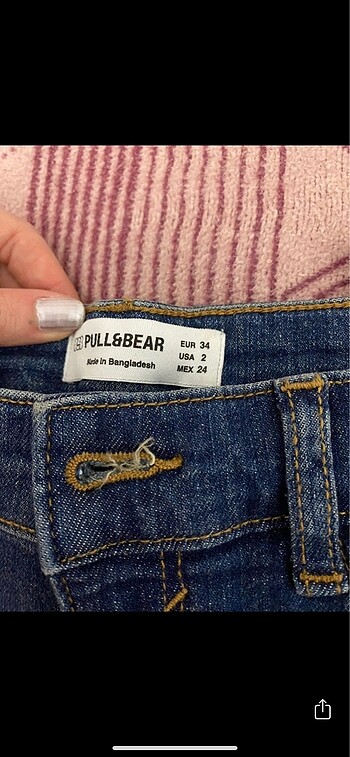 PULL&BEAR
Made in Bangladesh
EUR 34
USA 2
MEX 24